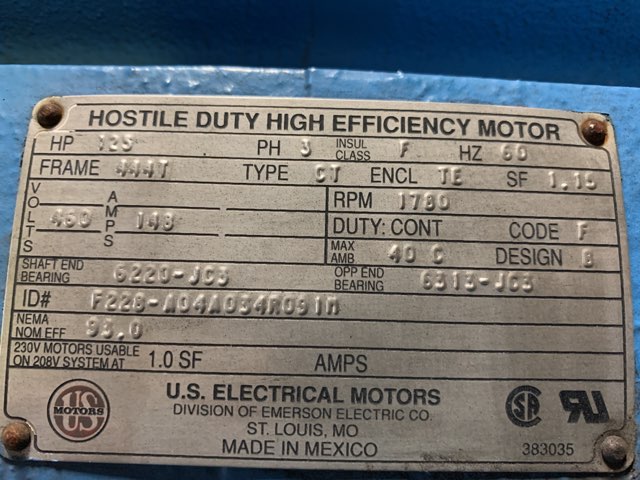 HOSTILE DUTY HIGH EFFICIENCY MOTOR
HP 125 PH 3 INSUL CLASS F HZ 60
FRAME 444T TYPE CT ENCL TE SF 1.15
VOLTS 460 AMPS 148 RPM 1780
DUTY: CONT CODE F
MAX AMB 40 C DESIGN B
SHAFT END BEARING 6220-JC3 OPP END BEARING 6313-JC3
ID# F228-A04A034R091M
NEMA NOM EFF 93.0
230V MOTORS USABLE
ON 208V SYSTEM AT 1.0 SF AMPS
US MOTORS
U.S. ELECTRICAL MOTORS
DIVISION OF EMERSON ELECTRIC CO.
ST. LOUIS, MO
MADE IN MEXICO
383035